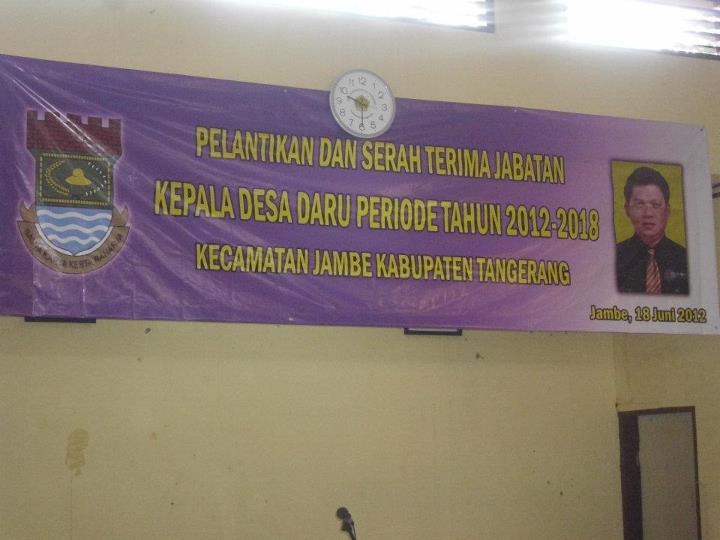 PELANTIKAN DAN SERAH TERIMA JABATAN
KEPALA DESA DARU PERIODE TAHUN 2012-2018
KECAMATAN JAMBE KABUPATEN TANGERANG
Jambe, 18 Juni 2012